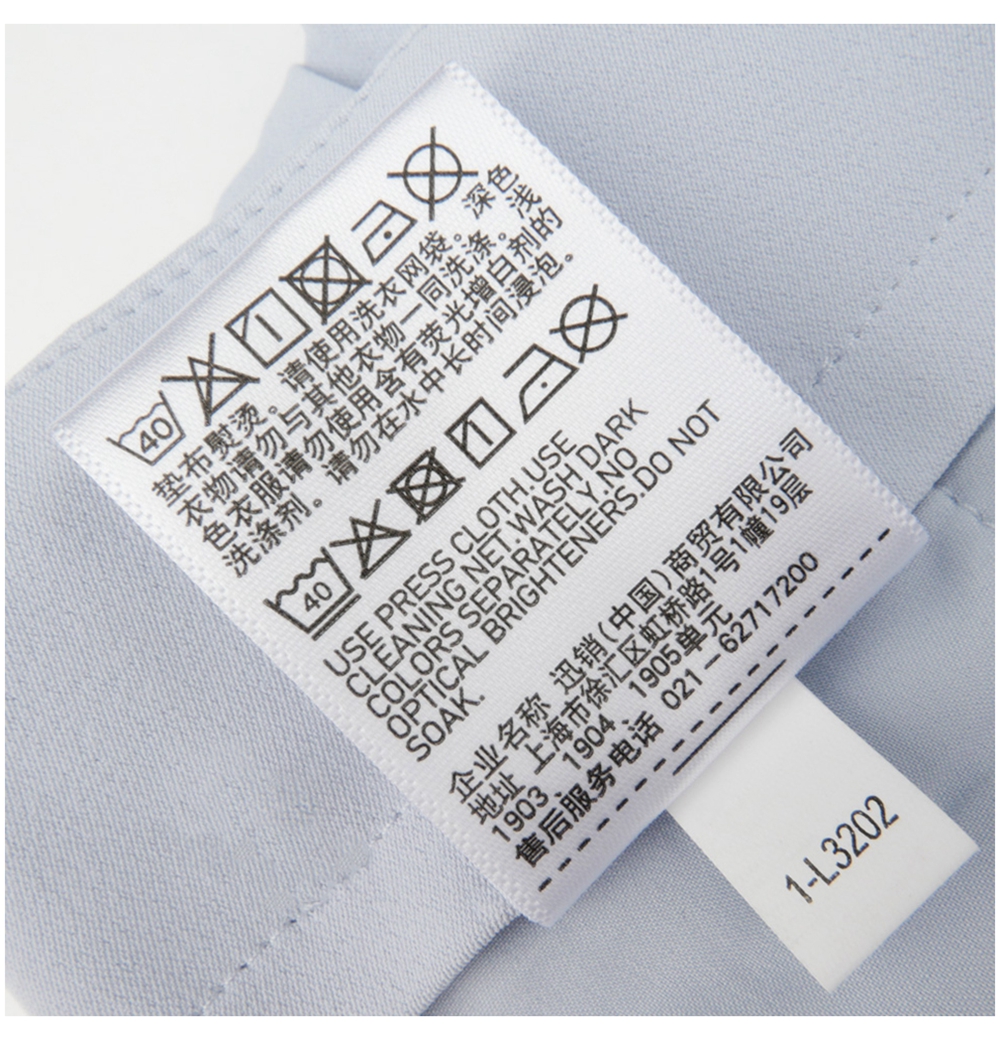 40
垫布熨烫。请使用洗衣网袋。深色
衣物请勿与其他衣物一同洗涤。浅
色衣服请勿使用含有荧光增白剂的
洗涤剂。请勿在水中长时间浸泡。
40
USE PRESS CLOTH.USE
CLEANING NET.WASH DARK
COLORS SEPARATELY.NO
OPTICAL BRIGHTENERS.DO NOT
SOAK.
企业名称 迅销(中国)商贸有限公司
地址 上海市徐汇区虹桥路1号1幢19层
1903、1904、1905单元
售后服务电话 021-62717200
1-L3202